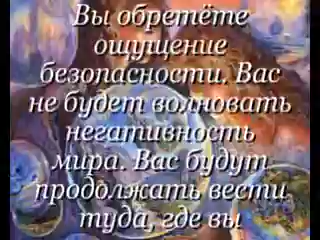 Вы обретёте
ощущение
безопасности. Вас
не будет волновать
негативность
мира. Вас будут
продолжать вести
туда, где вы